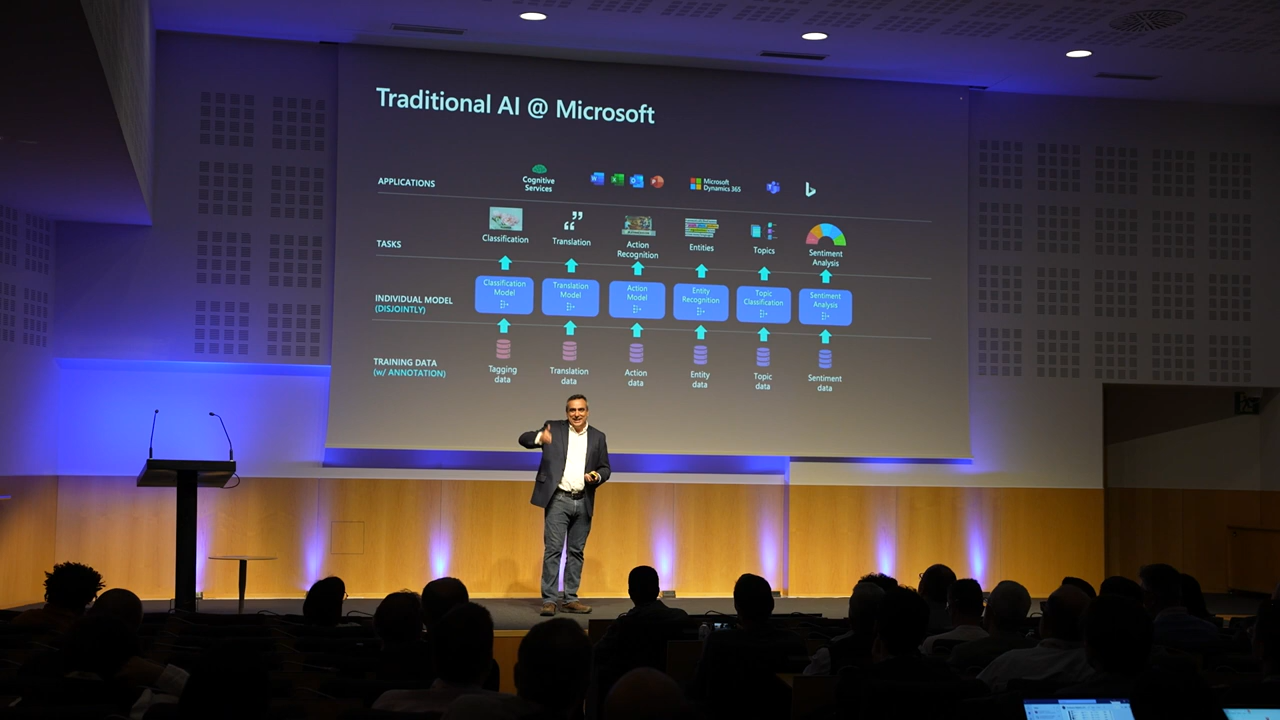 Traditional AI @ Microsoft
APPLICATIONS
Cognitive
Services
Microsoft
Dynamics 365
TASKS
Classification
Translation
Action
Recognition
Entities
Topics
Sentiment
Analysis
INDIVIDUAL MODEL
(DISJOINTLY)
Classification
Model
Translation
Model
Action
Model
Entity
Recognition
Topic
Classification
Sentiment
Analysis
TRAINING DATA
(w/ ANNOTATION)
Tagging
data
Translation
data
Action
data
Entity
data
Topic
data
Sentiment
data